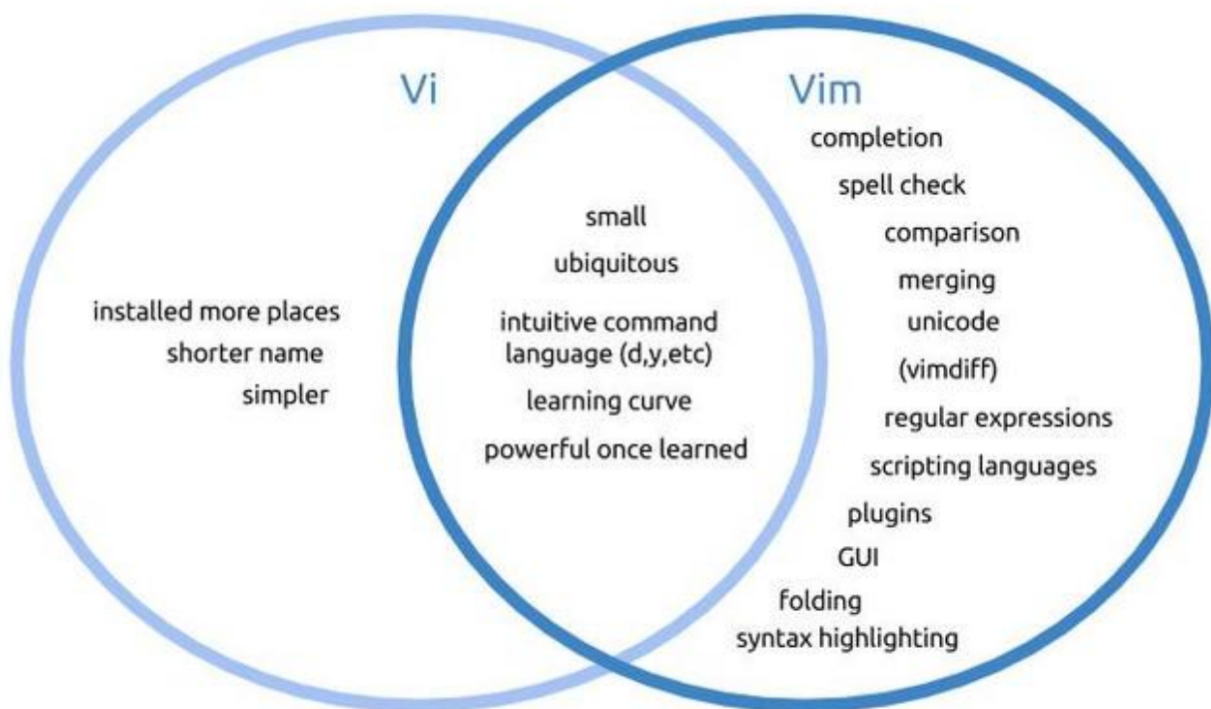 Vi
installed more places
shorter name
simpler
small
ubiquitous
intuitive command
language (d,y,etc)
learning curve
powerful once learned
Vim
completion
spell check
comparison
merging
unicode
(vimdiff)
regular expressions
scripting languages
plugins
GUI
folding
syntax highlighting